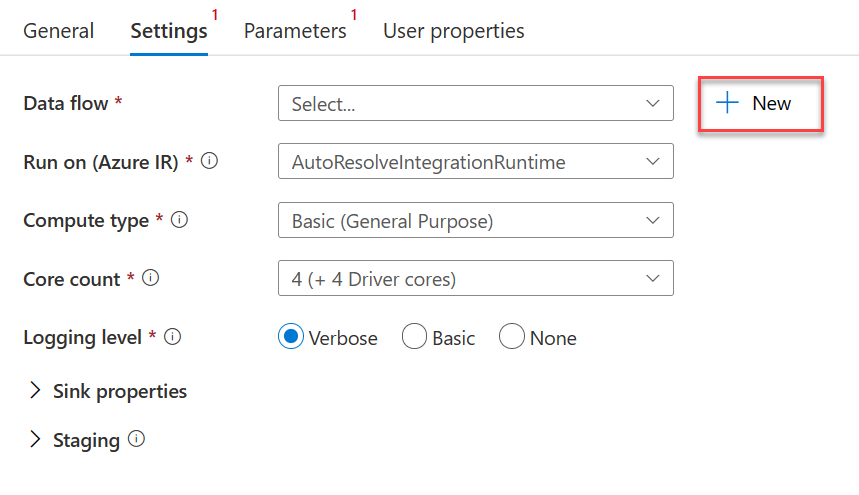 General Settings 1 Parameters 1 User properties
Data flow * Select... + New
Run on (Azure IR) * AutoResolveIntegrationRuntime
Compute type * Basic (General Purpose)
Core count * 4 (+ 4 Driver cores)
Logging level * Verbose Basic None
Sink properties
Staging